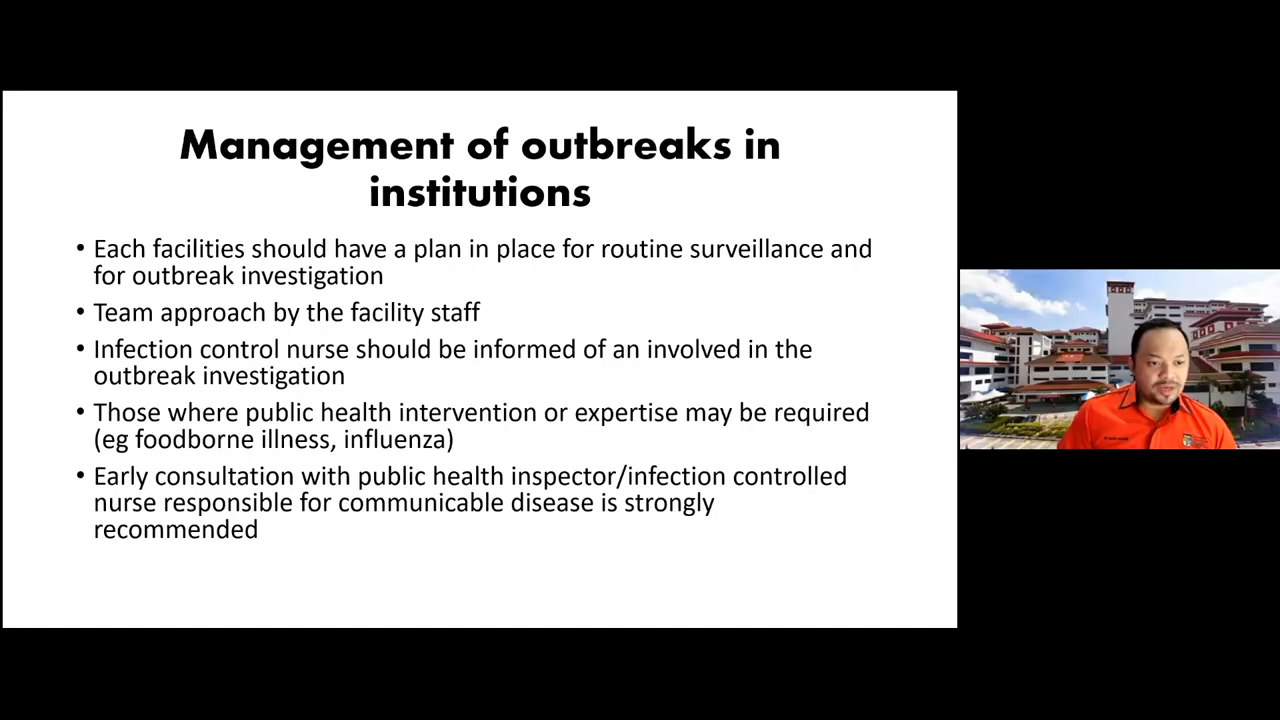 Management of outbreaks in
institutions
• Each facilities should have a plan in place for routine surveillance and
for outbreak investigation
• Team approach by the facility staff
• Infection control nurse should be informed of an involved in the
outbreak investigation
• Those where public health intervention or expertise may be required
(eg foodborne illness, influenza)
• Early consultation with public health inspector/infection controlled
nurse responsible for communicable disease is strongly
recommended